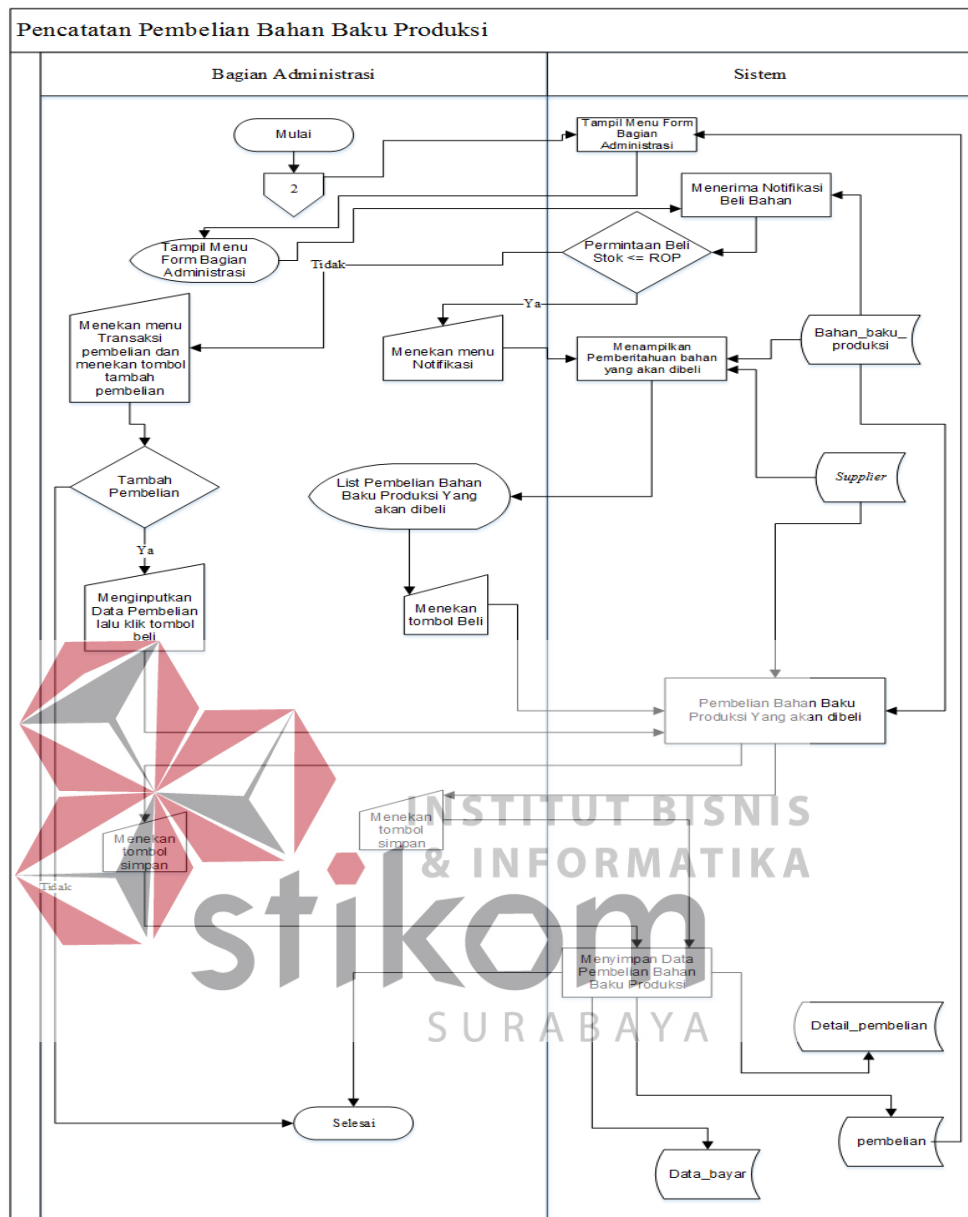 Pencatatan Pembelian Bahan Baku Produksi
Bagian Administrasi
Sistem
Mulai
2
Tampil Menu Form
Bagian
Administrasi
Menerima Notifikasi
Beli Bahan
Tampil Menu
Form Bagian
Administrasi
Permintaan Beli
Stok <= ROP
Tidak
Ya
Menekan menu
Transaksi
pembelian dan
menekan tombol
tambah
pembelian
Menekan menu
Notifikasi
Menampilkan
Pemberitahuan bahan
yang akan dibeli
Bahan_baku_
produksi
Tambah
Pembelian
List Pembelian Bahan
Baku Produksi Yang
akan dibeli
Supplier
Ya
Menginputkan
Data Pembelian
lalu klik tombol
beli
Menekan
tombol Beli
Pembelian Bahan Baku
Produksi Yang akan dibeli
Menekan
tombol
simpan
Menekan
tombol
simpan
INSTITUT BISNIS
& INFORMATIKA
Tidak
stikom
SURABAYA
Menyimpan Data
Pembelian Bahan
Baku Produksi
Detail_pembelian
Selesai
pembelian
Data_bayar